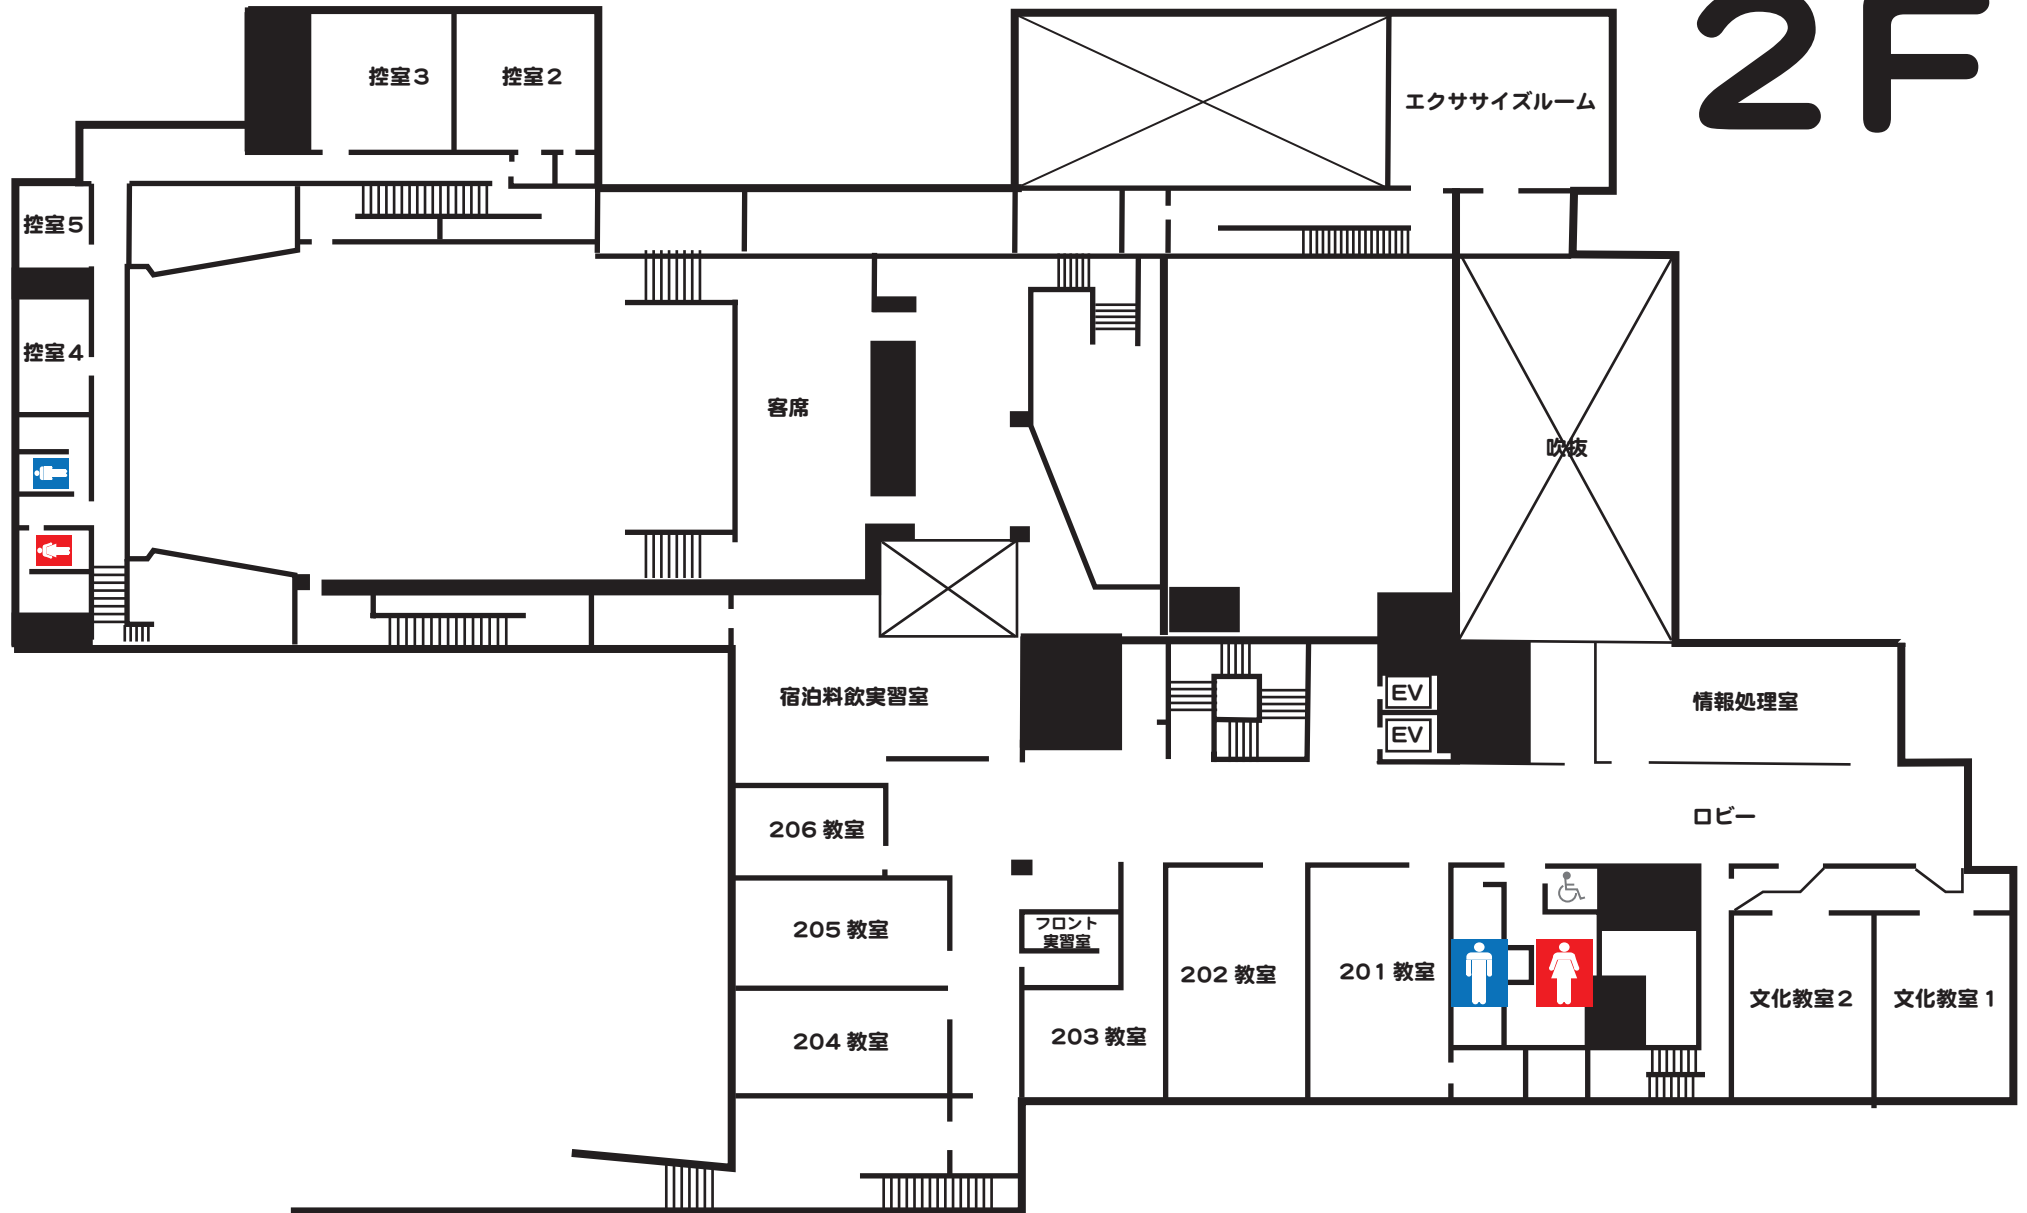 2F
控室3
控室2
エクササイズルーム
控室5
控室4
客席
吹抜
宿泊料飲実習室
EV
EV
情報処理室
ロビー
206 教室
205 教室
フロント
実習室
204 教室
203 教室
202 教室
201 教室
文化教室2
文化教室1